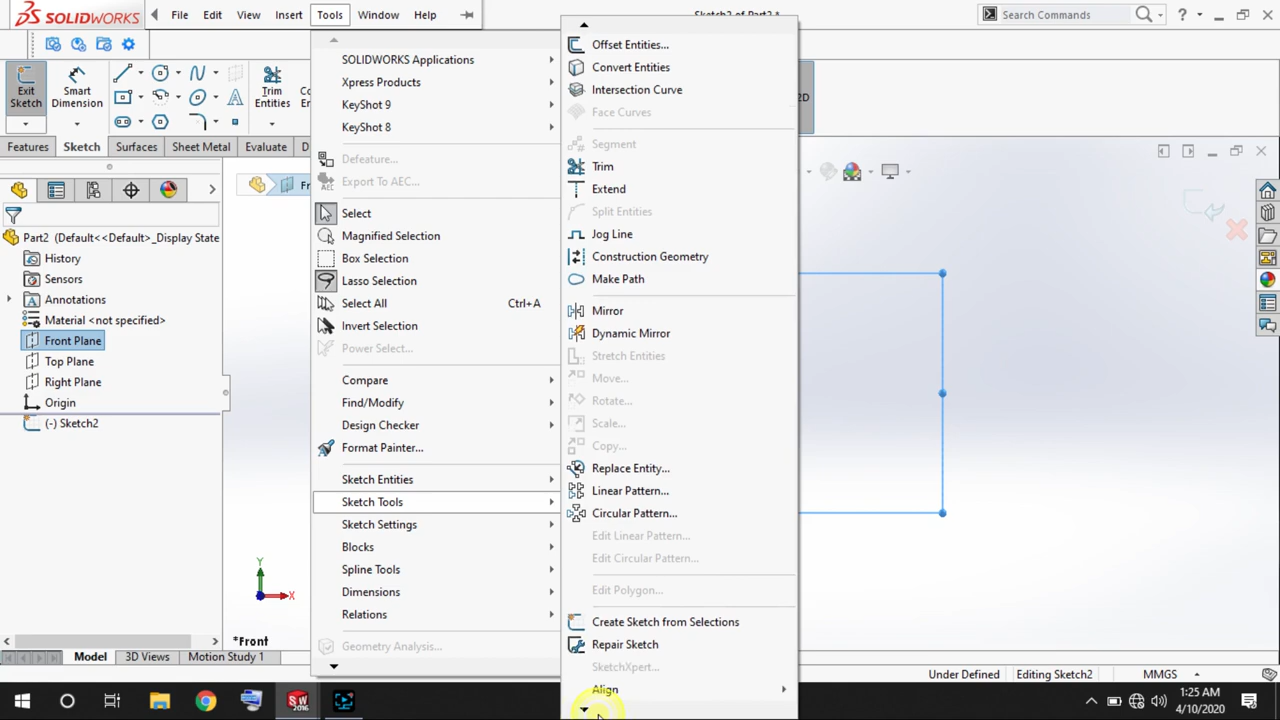 SOLIDWORKS
File
Edit
View
Insert
Tools
Window
Help
Sketch2 of Part2 *
Search Commands
?
Exit
Sketch
Smart
Dimension
Trim
Entities
Features
Sketch
Surfaces
Sheet Metal
Evaluate
Part2 (Default<<Default>_Display State
History
Sensors
Annotations
Material <not specified>
Front Plane
Top Plane
Right Plane
Origin
(-) Sketch2
SOLIDWORKS Applications
Xpress Products
KeyShot 9
KeyShot 8
Defeature...
Export To AEC...
Select
Magnified Selection
Box Selection
Lasso Selection
Select All Ctrl+A
Invert Selection
Power Select...
Compare
Find/Modify
Design Checker
Format Painter...
Sketch Entities
Sketch Tools
Sketch Settings
Blocks
Spline Tools
Dimensions
Relations
Geometry Analysis...
Offset Entities...
Convert Entities
Intersection Curve
Face Curves
Segment
Trim
Extend
Split Entities
Jog Line
Construction Geometry
Make Path
Mirror
Dynamic Mirror
Stretch Entities
Move...
Rotate...
Scale...
Copy...
Replace Entity...
Linear Pattern...
Circular Pattern...
Edit Linear Pattern...
Edit Circular Pattern...
Edit Polygon...
Create Sketch from Selections
Repair Sketch
SketchXpert...
Align
Y
X
*Front
Model
3D Views
Motion Study 1
Under Defined
Editing Sketch2
MMGS
SW
2016
1:25 AM
4/10/2020